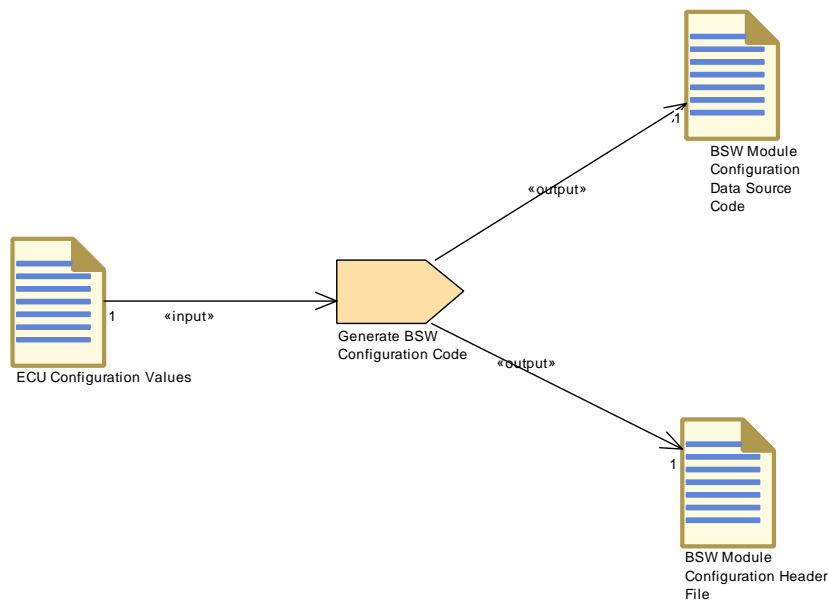 1
BSW Module
Configuration
Data Source
Code
«output»
1
«input»
Generate BSW
Configuration Code
ECU Configuration Values
«output»
1
BSW Module
Configuration Header
File